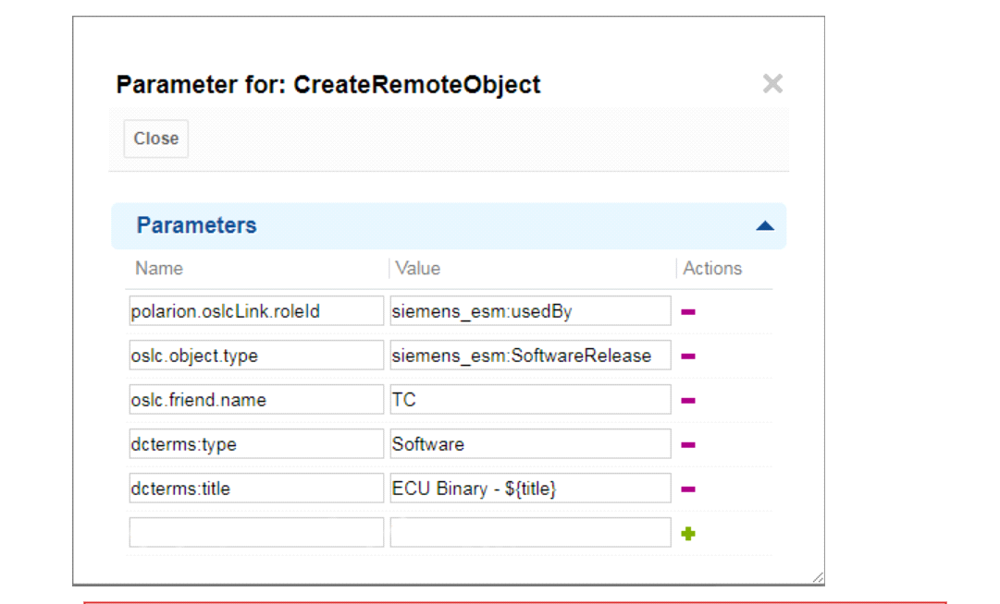 Parameter for: CreateRemoteObject
Close
Parameters
Name Value Actions
polarion.oslcLink.roleId siemens_esm:usedBy
oslc.object.type siemens_esm:SoftwareRelease
oslc.friend.name TC
dcterms:type Software
dcterms:title ECU Binary - ${title}